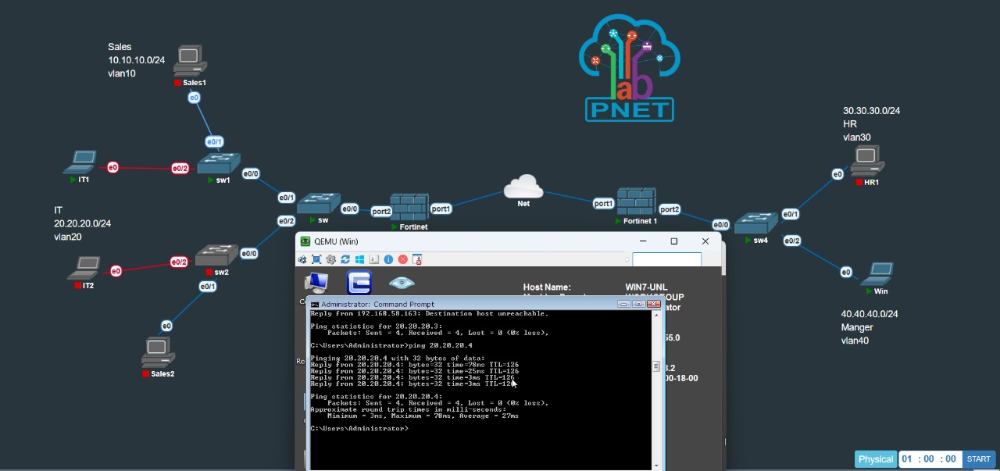 Sales
10.10.10.0/24
vlan10
Sales1
e0
e0/1
IT1
e0
e0/2
sw1
e0/0
IT
20.20.20.0/24
vlan20
IT2
e0
e0/2
sw2
e0/0
e0/1
e0
Sales2
e0/1
e0/2
sw
e0/0
port2
Fortinet
port1
Net
lab
PNET
port1
Fortinet 1
port2
e0/0
sw4
e0/1
e0/2
30.30.30.0/24
HR
vlan30
e0
HR1
e0
Win
40.40.40.0/24
Manger
vlan40
QEMU (Win)
Host Name:
WIN7-UNL
Administrator: Command Prompt
Reply from 192.168.58.163: Destination host unreachable.
Ping statistics for 20.20.20.3:
Packets: Sent = 4, Received = 4, Lost = 0 (0% loss),
C:\Users\Administrator>ping 20.20.20.4
Pinging 20.20.20.4 with 32 bytes of data:
Reply from 20.20.20.4: bytes=32 time=78ms TTL=126
Reply from 20.20.20.4: bytes=32 time=25ms TTL=126
Reply from 20.20.20.4: bytes=32 time=3ms TTL=126
Reply from 20.20.20.4: bytes=32 time=3ms TTL=126
Ping statistics for 20.20.20.4:
Packets: Sent = 4, Received = 4, Lost = 0 (0% loss),
Approximate round trip times in milli-seconds:
Minimum = 3ms, Maximum = 78ms, Average = 27ms
C:\Users\Administrator>
55.0
3.2
00-18-00
Physical
01 : 00 : 00
START